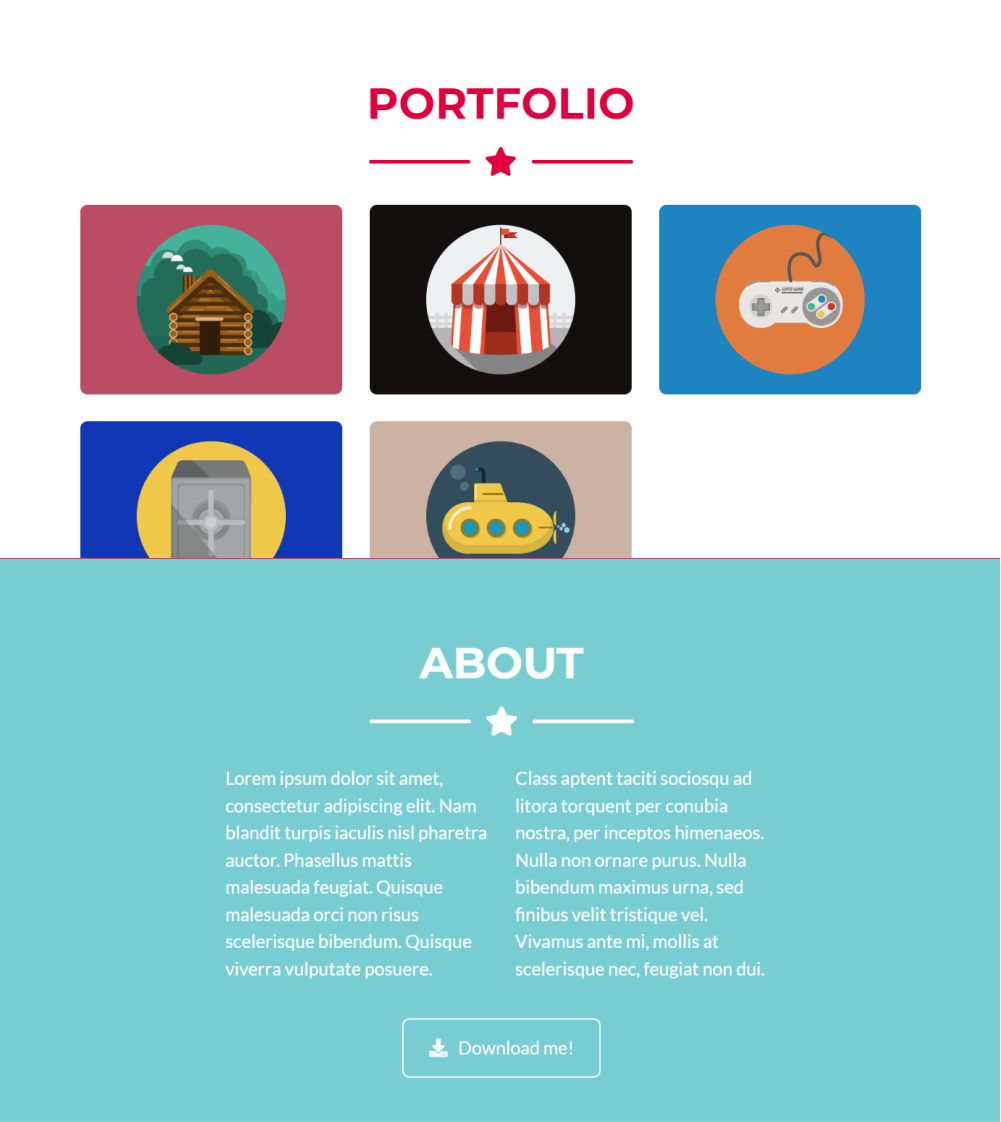 PORTFOLIO
SUPER GAME
ABOUT
Lorem ipsum dolor sit amet,
consectetur adipiscing elit. Nam
blandit turpis iaculis nisl pharetra
auctor. Phasellus mattis
malesuada feugiat. Quisque
malesuada orci non risus
scelerisque bibendum. Quisque
viverra vulputate posuere.
Class aptent taciti sociosqu ad
litora torquent per conubia
nostra, per inceptos himenaeos.
Nulla non ornare purus. Nulla
bibendum maximus urna, sed
finibus velit tristique vel.
Vivamus ante mi, mollis at
scelerisque nec, feugiat non dui.
Download me!